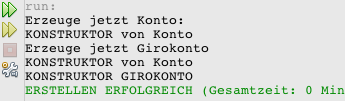 run:
Erzeuge jetzt Konto:
KONSTRUKTOR von Konto
Erzeuge jetzt Girokonto
KONSTRUKTOR von Konto
KONSTRUKTOR GIROKONTO
ERSTELLEN ERFOLGREICH (Gesamtzeit: 0 Min